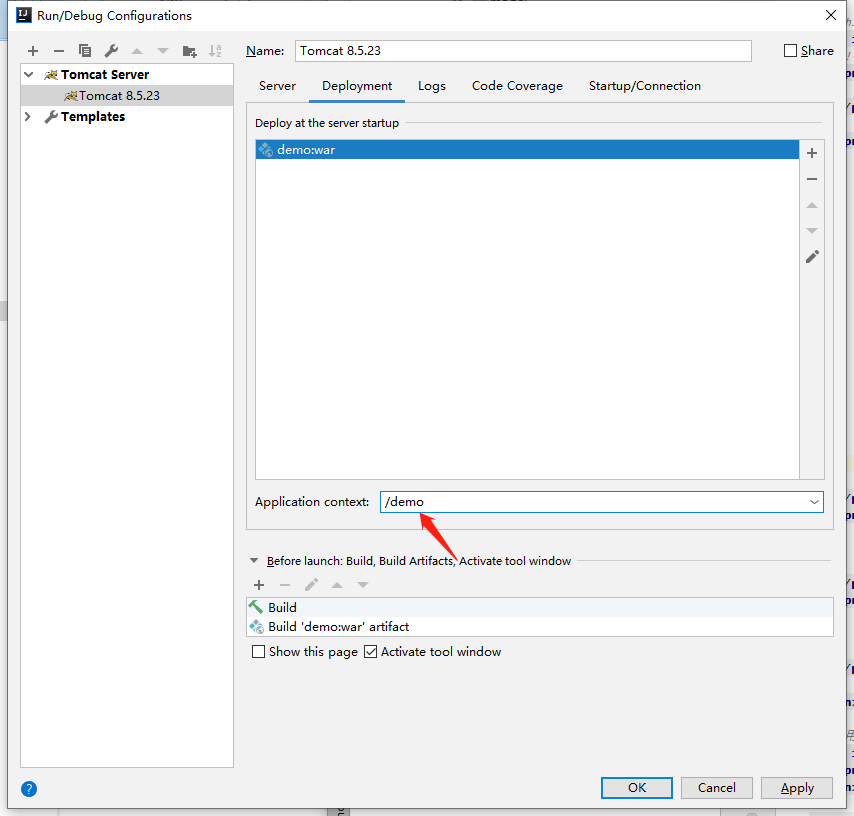 Run/Debug Configurations
Name: Tomcat 8.5.23 Share
Tomcat Server
Tomcat 8.5.23
Templates
Server Deployment Logs Code Coverage Startup/Connection
Deploy at the server startup
demo:war
Application context: /demo
Before launch: Build, Build Artifacts, Activate tool window
Build
Build 'demo:war' artifact
Show this page Activate tool window
? OK Cancel Apply